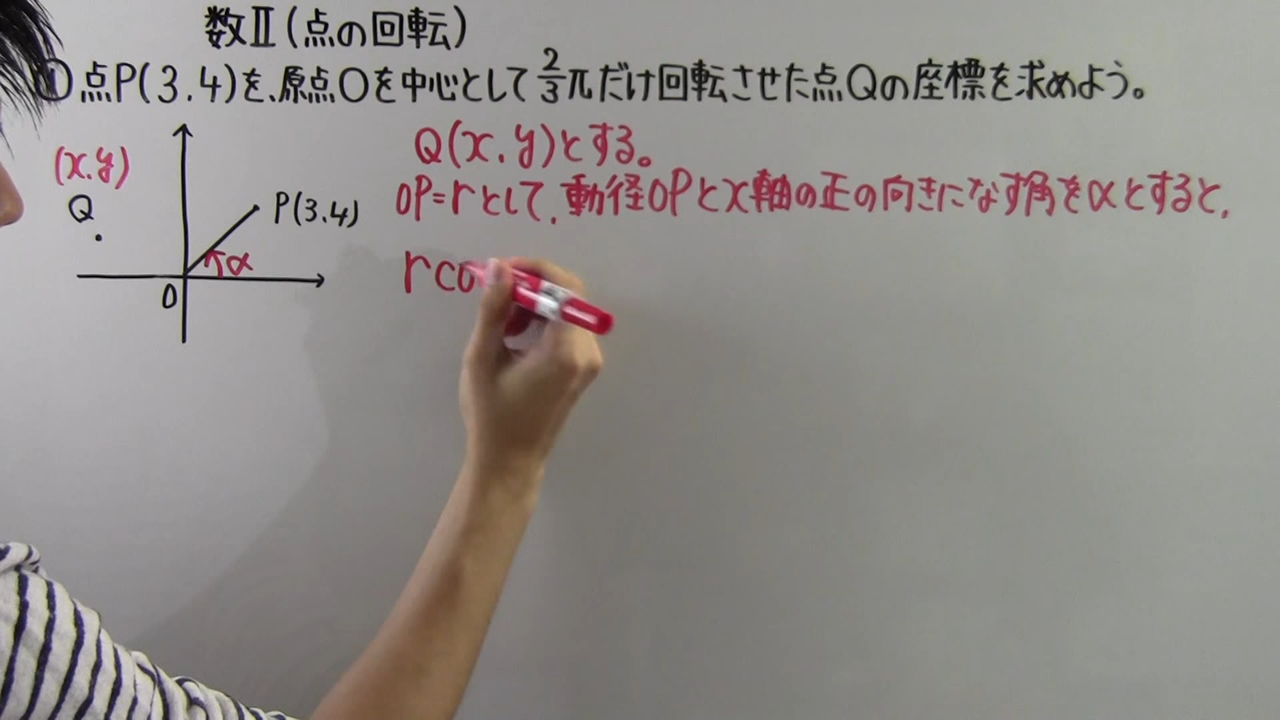 数Ⅱ(点の回転)
①点P(3.4)を、原点Oを中心として2/3πだけ回転させた点Qの座標を求めよう。
Q(x.y)とする。
OP=rとして、動径OPとx軸の正の向きになす角をαとすると、
(x.y)
Q
P(3.4)
α
O
rco